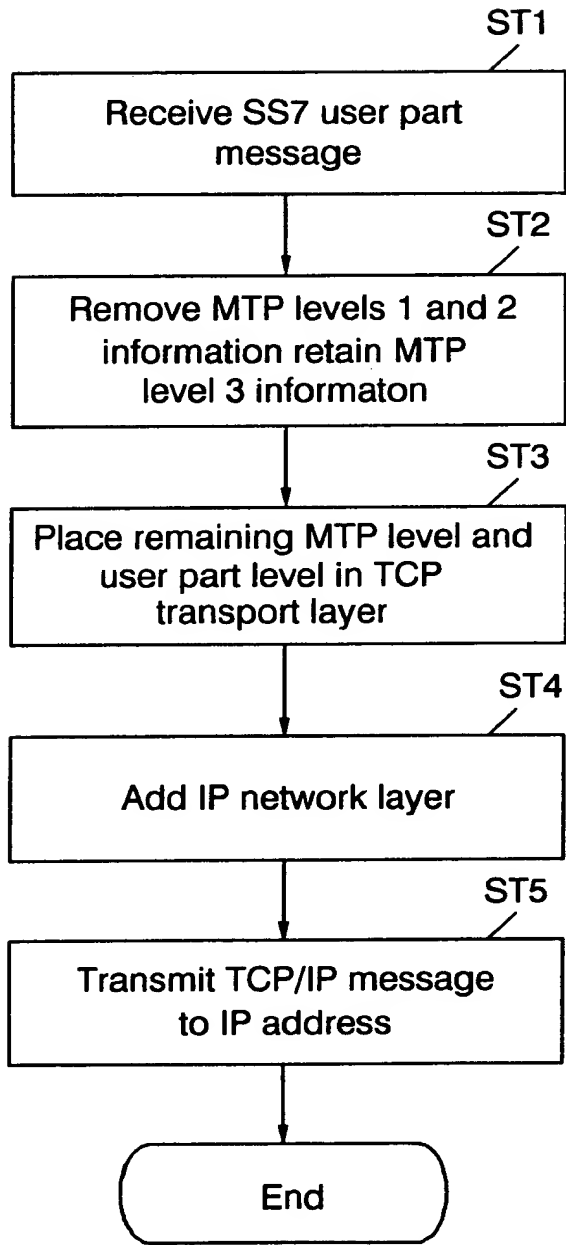 ST1
Receive SS7 user part
message
ST2
Remove MTP levels 1 and 2
information retain MTP
level 3 informaton
ST3
Place remaining MTP level and
user part level in TCP
transport layer
ST4
Add IP network layer
ST5
Transmit TCP/IP message
to IP address
End